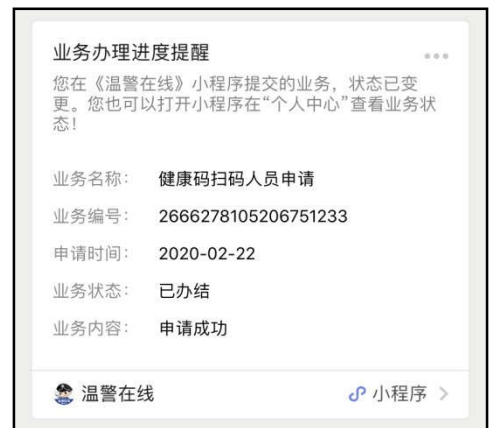 业务办理进度提醒
您在《温警在线》小程序提交的业务，状态已变
更。您也可以打开小程序在“个人中心”查看业务状
态！
业务名称： 健康码扫码人员申请
业务编号： 2666278105206751233
申请时间： 2020-02-22
业务状态： 已办结
业务内容： 申请成功
温警在线 小程序